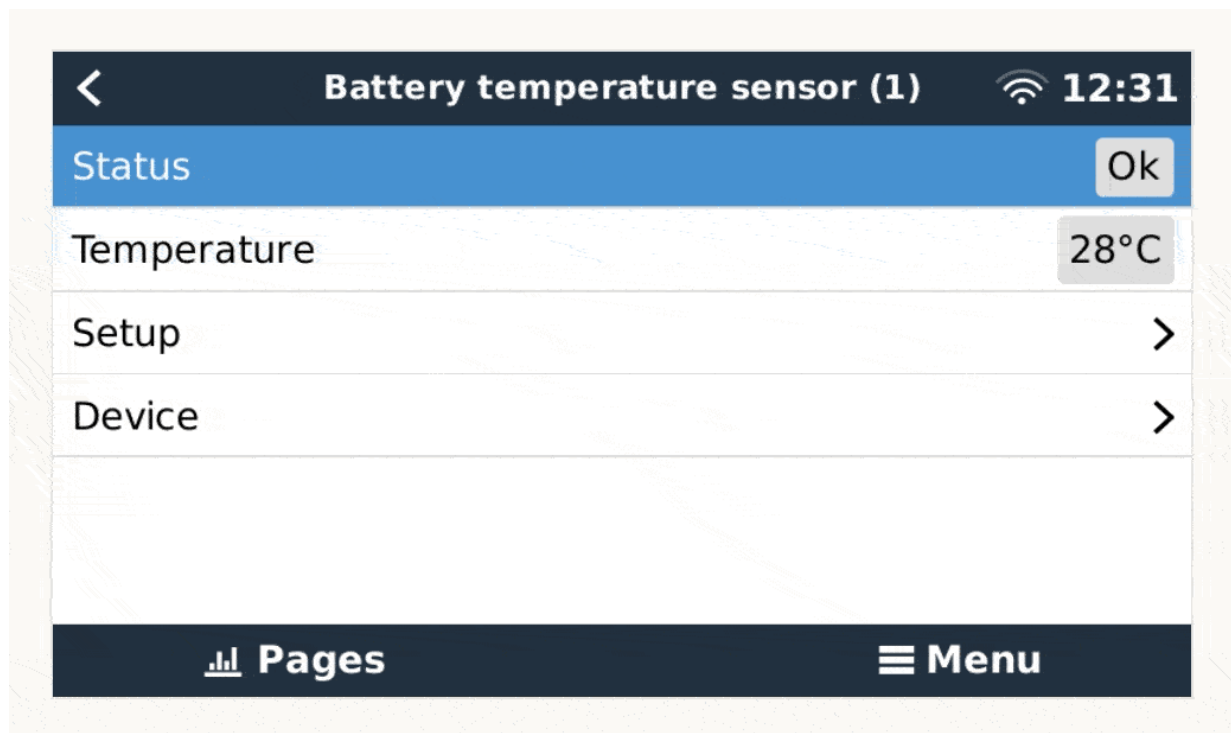 Battery temperature sensor (1) 12:31
Status Ok
Temperature 28°C
Setup
Device
Pages Menu